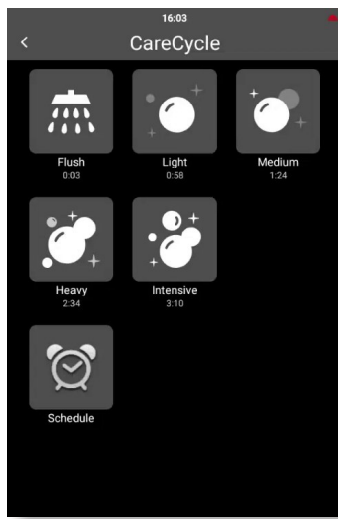 16:03
CareCycle
Flush
0:03
Light
0:58
Medium
1:24
Heavy
2:34
Intensive
3:10
Schedule